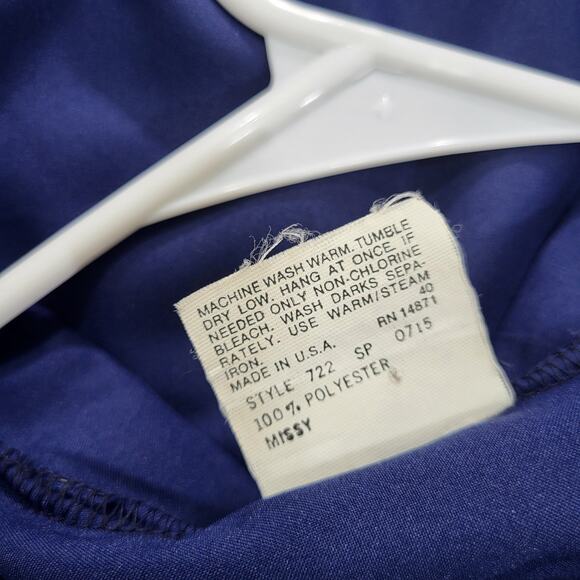 MACHINE WASH WARM. TUMBLE
DRY LOW. HANG AT ONCE. IF
NEEDED ONLY NON-CHLORINE
BLEACH. WASH DARKS SEPA-
RATELY. USE WARM/STEAM
IRON. 40
MADE IN U.S.A. RN 14871
STYLE 722 SP 0715
100% POLYESTER
MISSY